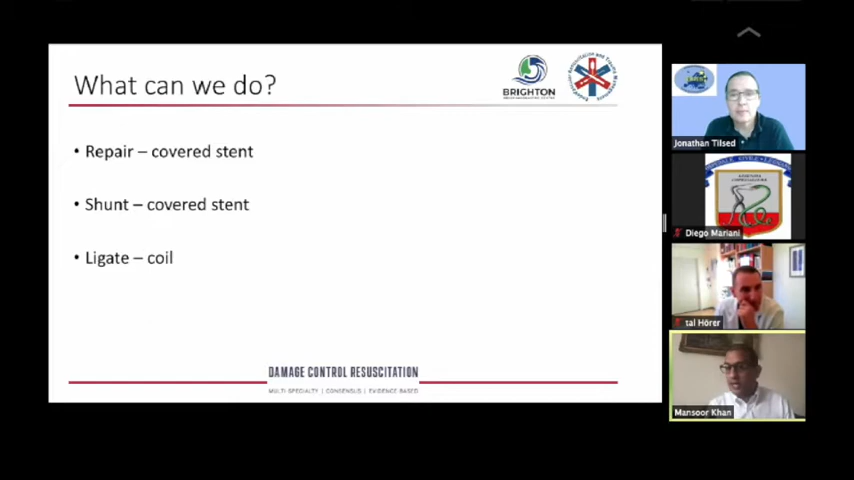 What can we do?
BRIGHTON
• Repair – covered stent
• Shunt – covered stent
• Ligate – coil
DAMAGE CONTROL RESUSCITATION
MULTI-SPECIALTY | CONSENSUS | EVIDENCE-BASED
Jonathan Tilsed
Diego Mariani
tal Hörer
Mansoor Khan